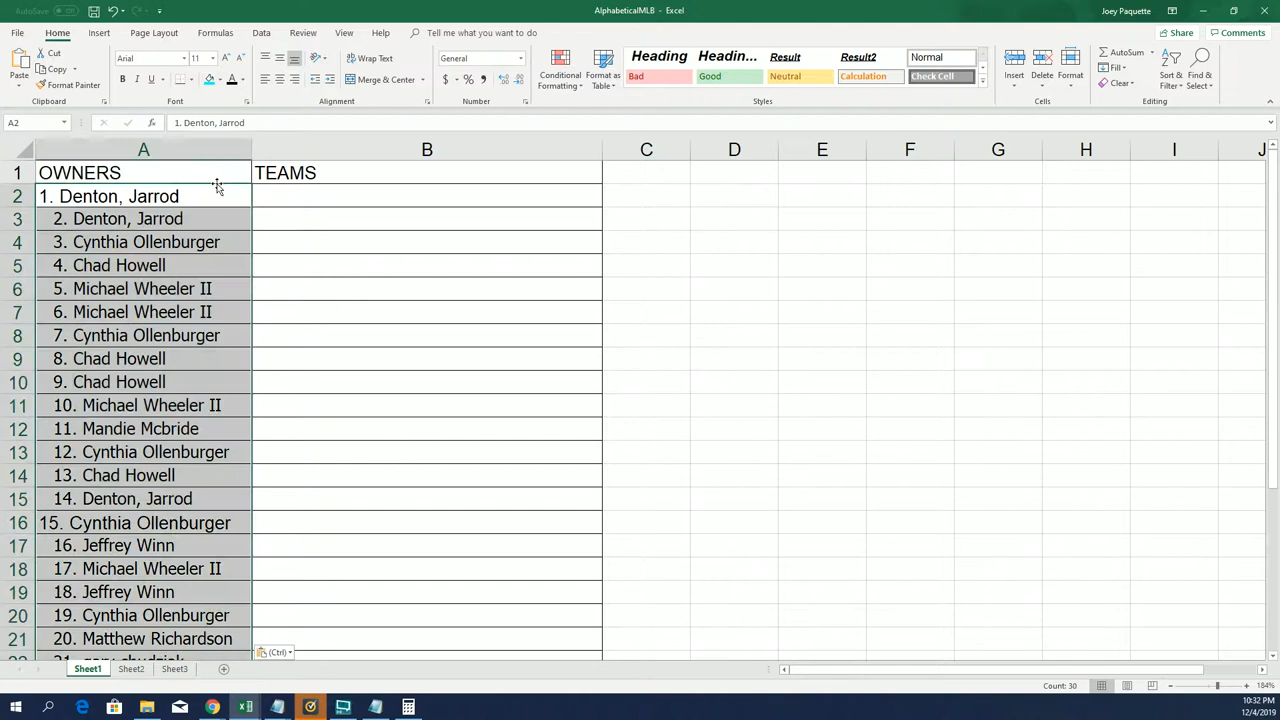 AutoSave Off AlphabeticalMLB - Excel Joey Paquette
File Home Insert Page Layout Formulas Data Review View Help Tell me what you want to do Share Comments
Paste Cut Copy Format Painter Clipboard
Arial 11 A A B I U A Font
Wrap Text Merge & Center Alignment
General $ % , Number
Conditional Formatting Format as Table
Heading Headin... Result Result2 Normal
Bad Good Neutral Calculation Check Cell
Styles
Insert Delete Format Cells
AutoSum Fill Clear Sort & Filter Find & Select Editing
A2 fx 1. Denton, Jarrod
A B C D E F G H I J
1 OWNERS TEAMS
2 1. Denton, Jarrod
3 2. Denton, Jarrod
4 3. Cynthia Ollenburger
5 4. Chad Howell
6 5. Michael Wheeler II
7 6. Michael Wheeler II
8 7. Cynthia Ollenburger
9 8. Chad Howell
10 9. Chad Howell
11 10. Michael Wheeler II
12 11. Mandie Mcbride
13 12. Cynthia Ollenburger
14 13. Chad Howell
15 14. Denton, Jarrod
16 15. Cynthia Ollenburger
17 16. Jeffrey Winn
18 17. Michael Wheeler II
19 18. Jeffrey Winn
20 19. Cynthia Ollenburger
21 20. Matthew Richardson
(Ctrl)
Sheet1 Sheet2 Sheet3
Count: 30 184%
10:32 PM
12/4/2019